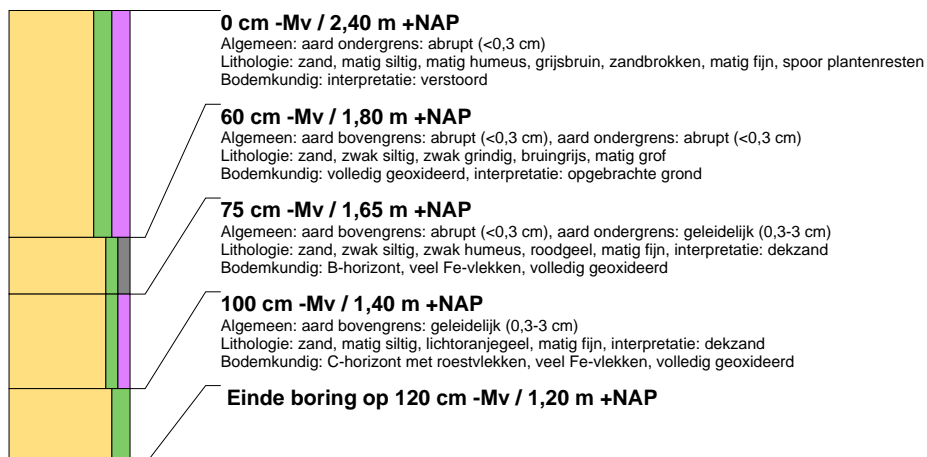 0 cm -Mv / 2,40 m +NAP
Algemeen: aard ondergrens: abrupt (<0,3 cm)
Lithologie: zand, matig siltig, matig humeus, grijsbruin, zandbrokken, matig fijn, spoor plantenresten
Bodemkundig: interpretatie: verstoord
60 cm -Mv / 1,80 m +NAP
Algemeen: aard bovengrens: abrupt (<0,3 cm), aard ondergrens: abrupt (<0,3 cm)
Lithologie: zand, zwak siltig, zwak grindig, bruingrijs, matig grof
Bodemkundig: volledig geoxideerd, interpretatie: opgebrachte grond
75 cm -Mv / 1,65 m +NAP
Algemeen: aard bovengrens: abrupt (<0,3 cm), aard ondergrens: geleidelijk (0,3-3 cm)
Lithologie: zand, zwak siltig, zwak humeus, roodgeel, matig fijn, interpretatie: dekzand
Bodemkundig: B-horizont, veel Fe-vlekken, volledig geoxideerd
100 cm -Mv / 1,40 m +NAP
Algemeen: aard bovengrens: geleidelijk (0,3-3 cm)
Lithologie: zand, matig siltig, lichtoranjegeel, matig fijn, interpretatie: dekzand
Bodemkundig: C-horizont met roestvlekken, veel Fe-vlekken, volledig geoxideerd
Einde boring op 120 cm -Mv / 1,20 m +NAP